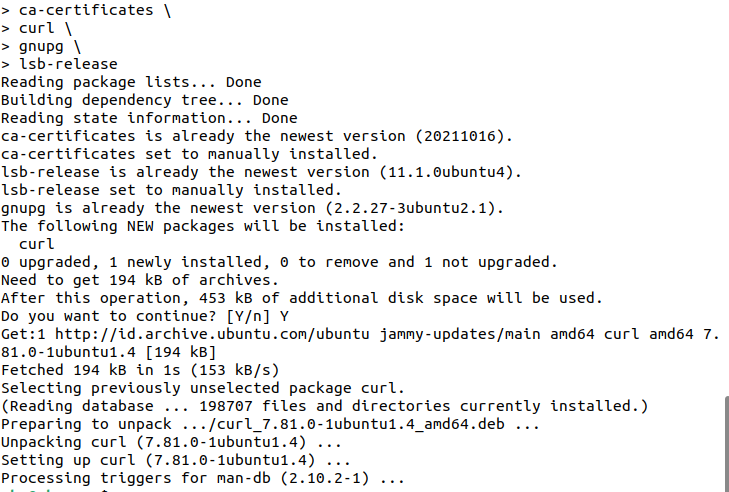 > ca-certificates \
> curl \
> gnupg \
> lsb-release
Reading package lists... Done
Building dependency tree... Done
Reading state information... Done
ca-certificates is already the newest version (20211016).
ca-certificates set to manually installed.
lsb-release is already the newest version (11.1.0ubuntu4).
lsb-release set to manually installed.
gnupg is already the newest version (2.2.27-3ubuntu2.1).
The following NEW packages will be installed:
  curl
0 upgraded, 1 newly installed, 0 to remove and 1 not upgraded.
Need to get 194 kB of archives.
After this operation, 453 kB of additional disk space will be used.
Do you want to continue? [Y/n] Y
Get:1 http://id.archive.ubuntu.com/ubuntu jammy-updates/main amd64 curl amd64 7.
81.0-1ubuntu1.4 [194 kB]
Fetched 194 kB in 1s (153 kB/s)
Selecting previously unselected package curl.
(Reading database ... 198707 files and directories currently installed.)
Preparing to unpack .../curl_7.81.0-1ubuntu1.4_amd64.deb ...
Unpacking curl (7.81.0-1ubuntu1.4) ...
Setting up curl (7.81.0-1ubuntu1.4) ...
Processing triggers for man-db (2.10.2-1) ...